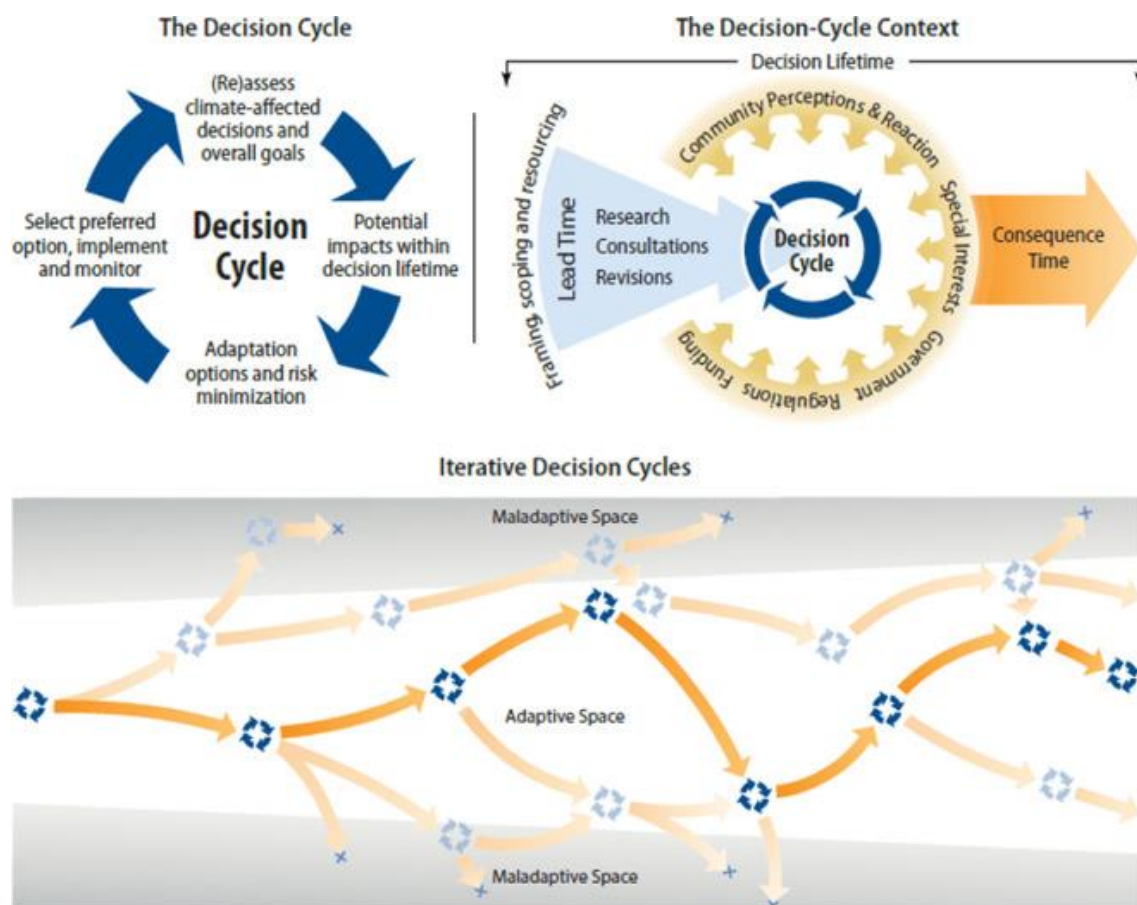 The Decision Cycle
(Re)assess
climate-affected
decisions and
overall goals
Select preferred
option, implement
and monitor
Decision
Cycle
Potential
impacts within
decision lifetime
Adaptation
options and risk
minimization
The Decision-Cycle Context
Decision Lifetime
Framing, scoping and resourcing
Lead Time
Research
Consultations
Revisions
Decision
Cycle
Community Perceptions & Reaction
Special Interests
Government Regulations Funding
Consequence
Time
Iterative Decision Cycles
Maladaptive Space
Adaptive Space
Maladaptive Space